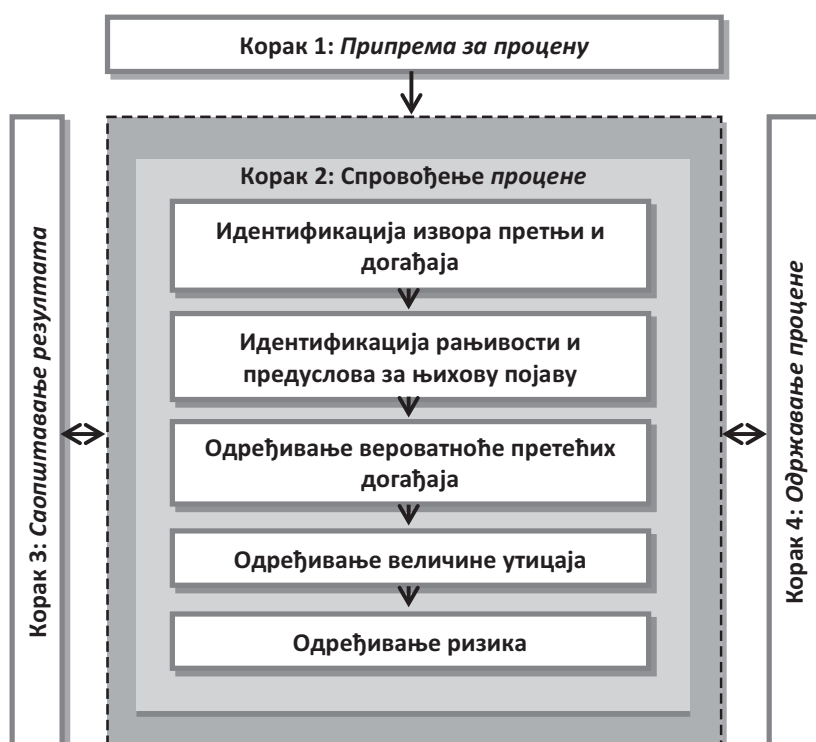 Корак 1: Припрема за процену
Корак 3: Саопштавање резултата
Корак 2: Спровођење процене
Идентификација извора претњи и
догађаја
Идентификација рањивости и
предуслова за њихову појаву
Одређивање вероватноће претећих
догађаја
Одређивање величине утицаја
Одређивање ризика
Корак 4: Одржавање процене